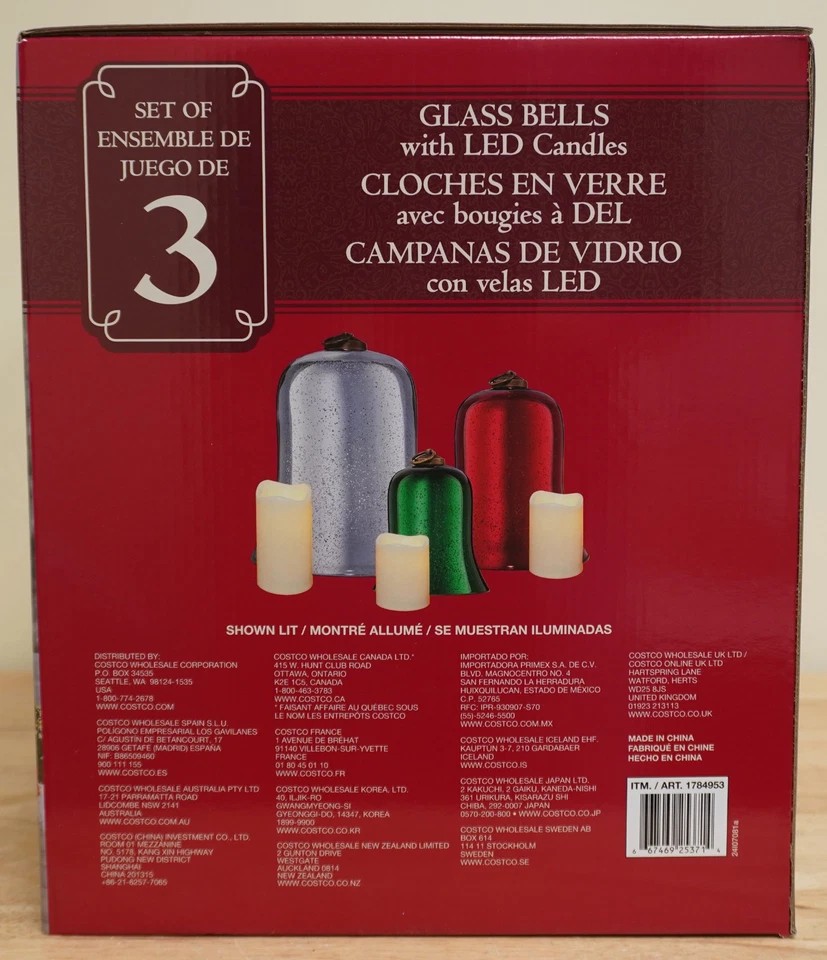 SET OF
ENSEMBLE DE
JUEGO DE
3
GLASS BELLS
with LED Candles
CLOCHES EN VERRE
avec bougies à DEL
CAMPANAS DE VIDRIO
con velas LED
SHOWN LIT / MONTRÉ ALLUMÉ / SE MUESTRAN ILUMINADAS
DISTRIBUTED BY:
COSTCO WHOLESALE CORPORATION
P.O. BOX 34535
SEATTLE, WA 98124-1535
USA
1-800-774-2678
WWW.COSTCO.COM
COSTCO WHOLESALE SPAIN S.L.U.
POLÍGONO EMPRESARIAL LOS GAVILANES
C/ AGUSTÍN DE BETANCOURT, 17
28906 GETAFE (MADRID) ESPAÑA
NIF: B86509460
900 111 155
WWW.COSTCO.ES
COSTCO WHOLESALE AUSTRALIA PTY LTD
17-21 PARRAMATTA ROAD
LIDCOMBE NSW 2141
AUSTRALIA
WWW.COSTCO.COM.AU
COSTCO (CHINA) INVESTMENT CO., LTD.
ROOM 01 MEZZANINE
NO. 5178, KANG XIN HIGHWAY
PUDONG NEW DISTRICT
SHANGHAI
CHINA 201315
+86-21-6257-7065
COSTCO WHOLESALE CANADA LTD.*
415 W. HUNT CLUB ROAD
OTTAWA, ONTARIO
K2E 1C5, CANADA
1-800-463-3783
WWW.COSTCO.CA
* FAISANT AFFAIRE AU QUÉBEC SOUS
LE NOM LES ENTREPÔTS COSTCO
COSTCO FRANCE
1 AVENUE DE BRÉHAT
91140 VILLEBON-SUR-YVETTE
FRANCE
01 80 45 01 10
WWW.COSTCO.FR
COSTCO WHOLESALE KOREA, LTD.
40, ILJIK-RO
GWANGMYEONG-SI
GYEONGGI-DO, 14347, KOREA
1899-9900
WWW.COSTCO.CO.KR
COSTCO WHOLESALE NEW ZEALAND LIMITED
2 GUNTON DRIVE
WESTGATE
AUCKLAND 0814
NEW ZEALAND
WWW.COSTCO.CO.NZ
IMPORTADO POR:
IMPORTADORA PRIMEX S.A. DE C.V.
BLVD. MAGNOCENTRO NO. 4
SAN FERNANDO LA HERRADURA
HUIXQUILUCAN, ESTADO DE MÉXICO
C.P. 52765
RFC: IPR-930907-S70
(55)-5246-5500
WWW.COSTCO.COM.MX
COSTCO WHOLESALE ICELAND EHF.
KAUPTÚN 3-7, 210 GARDABAER
ICELAND
WWW.COSTCO.IS
COSTCO WHOLESALE JAPAN LTD.
2 KAKUCHI, 2 GAIKU, KANEDA-NISHI
361 URIKURA, KISARAZU SHI
CHIBA, 292-0007 JAPAN
0570-200-800 • WWW.COSTCO.CO.JP
COSTCO WHOLESALE SWEDEN AB
BOX 614
114 11 STOCKHOLM
SWEDEN
WWW.COSTCO.SE
COSTCO WHOLESALE UK LTD /
COSTCO ONLINE UK LTD
HARTSPRING LANE
WATFORD, HERTS
WD25 8JS
UNITED KINGDOM
01923 213113
WWW.COSTCO.CO.UK
MADE IN CHINA
FABRIQUÉ EN CHINE
HECHO EN CHINA
ITM. / ART. 1784953
6 67469 25371 4
24I07081a